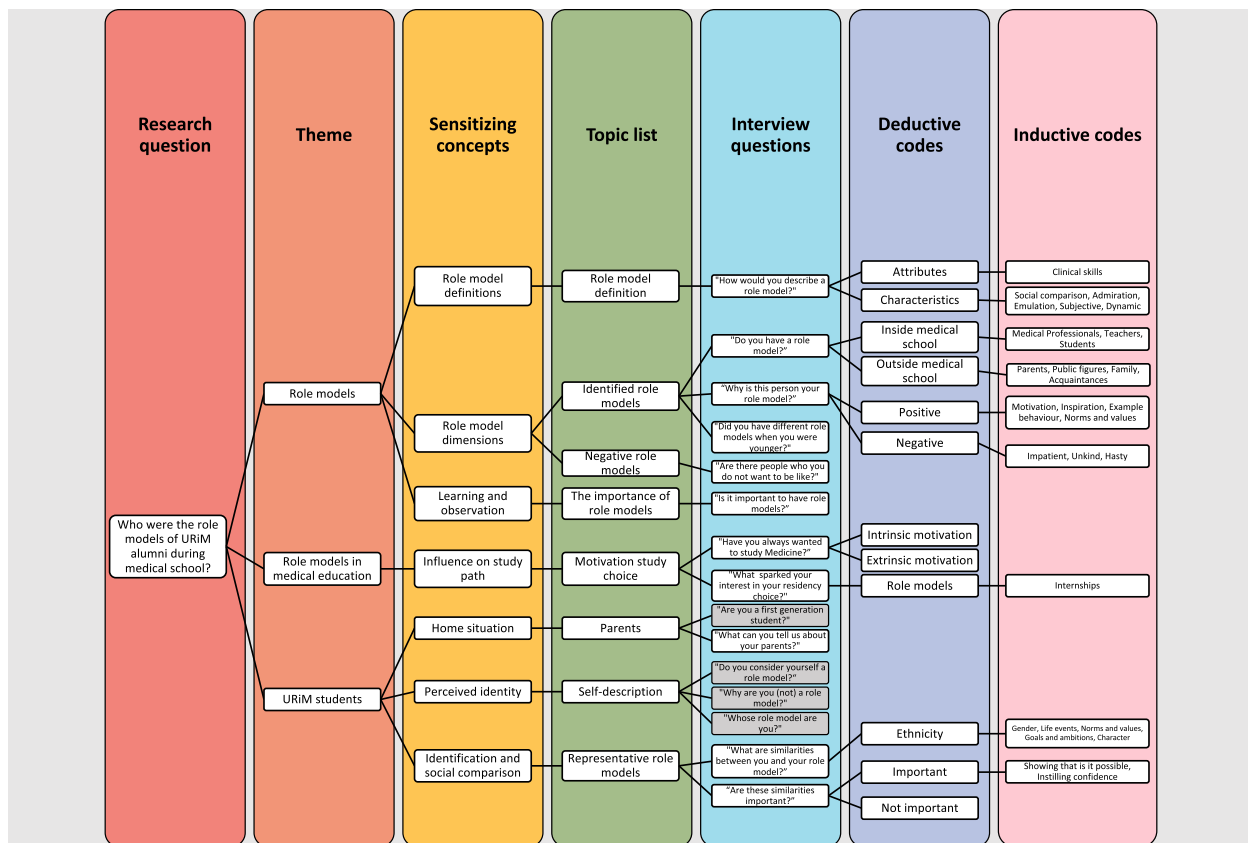 Research
question
Theme
Sensitizing
concepts
Topic list
Interview
questions
Deductive
codes
Inductive codes
Who were the role
models of URiM
alumni during
medical school?
Role models
Role models in
medical education
URiM students
Role model
definitions
Role model
dimensions
Learning and
observation
Influence on study
path
Home situation
Perceived identity
Identification and
social comparison
Role model
definition
Identified role
models
Negative role
models
The importance of
role models
Motivation study
choice
Parents
Self-description
Representative role
models
"How would you describe a
role model?"
"Do you have a role
model?”
“Why is this person your
role model?”
"Did you have different role
models when you were
younger?"
"Are there people who you
do not want to be like?"
"Is it important to have role
models?”
"Have you always wanted
to study Medicine?”
"What  sparked your
interest in your residency
choice?"
"Are you a first generation
student?"
"What can you tell us about
your parents?"
"Do you consider yourself a
role model?”
"Why are you (not) a role
model?"
"Whose role model are
you?"
"What are similarities
between you and your role
model?”
“Are these similarities
important?”
Attributes
Characteristics
Inside medical
school
Outside medical
school
Positive
Negative
Intrinsic motivation
Extrinsic motivation
Role models
Ethnicity
Important
Not important
Clinical skills
Social comparison, Admiration,
Emulation, Subjective, Dynamic
Medical Professionals, Teachers,
Students
Parents, Public figures, Family,
Acquaintances
Motivation, Inspiration, Example
behaviour, Norms and values
Impatient, Unkind, Hasty
Internships
Gender, Life events, Norms and values,
Goals and ambitions, Character
Showing that is it possible,
Instilling confidence